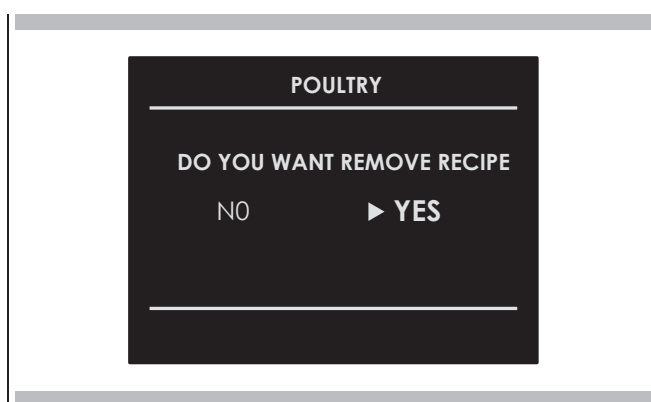 POULTRY
DO YOU WANT REMOVE RECIPE
N0 ▶ YES